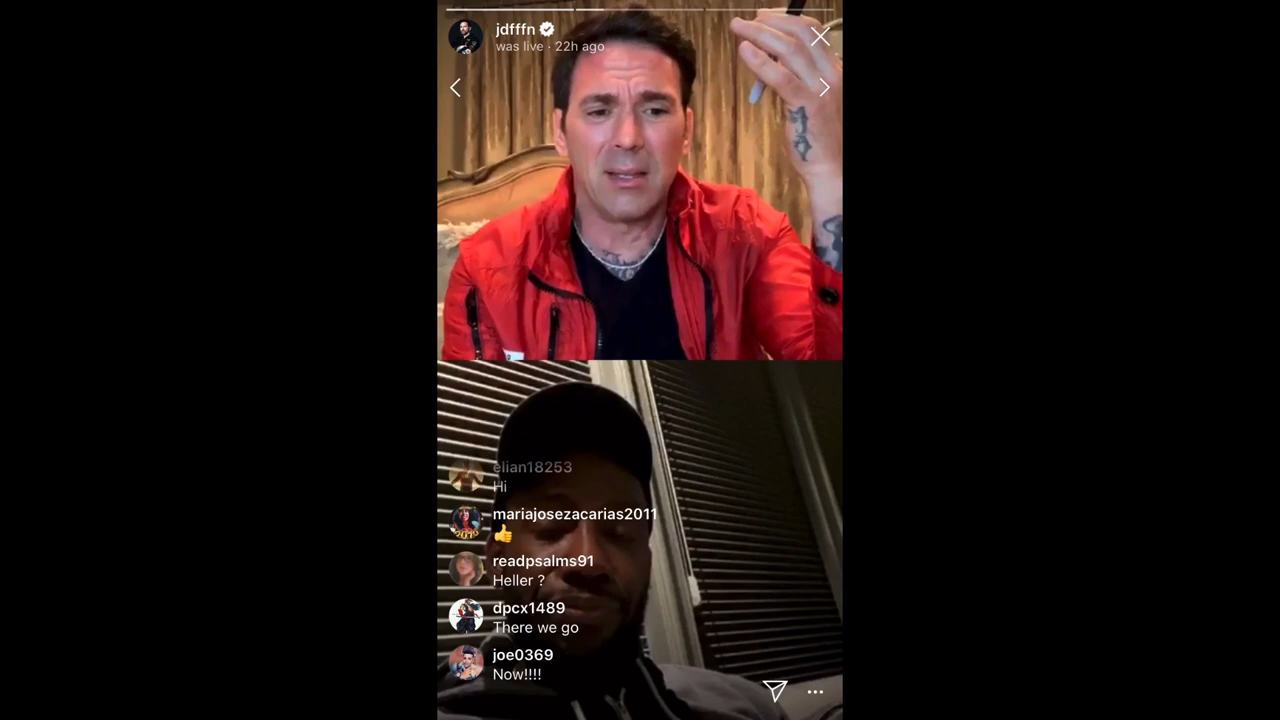 jdfffn
was live · 22h ago
elian18253
Hi
mariajosezacarias2011
👍
readpsalms91
Heller ?
dpcx1489
There we go
joe0369
Now!!!!